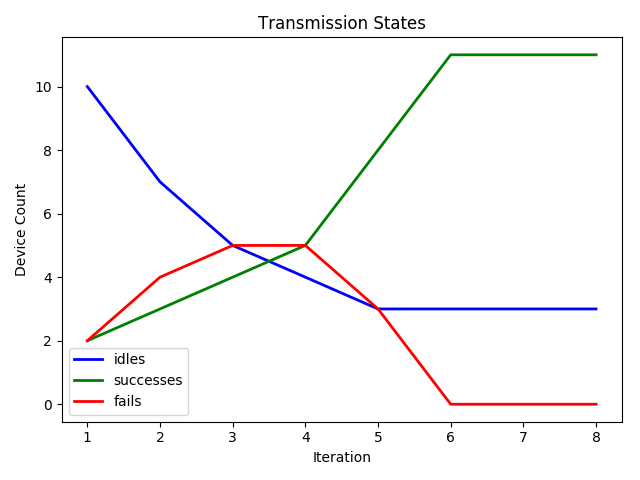 Transmission States
Device Count
10
8
6
4
2
0
idles
successes
fails
1 2 3 4 5 6 7 8
Iteration